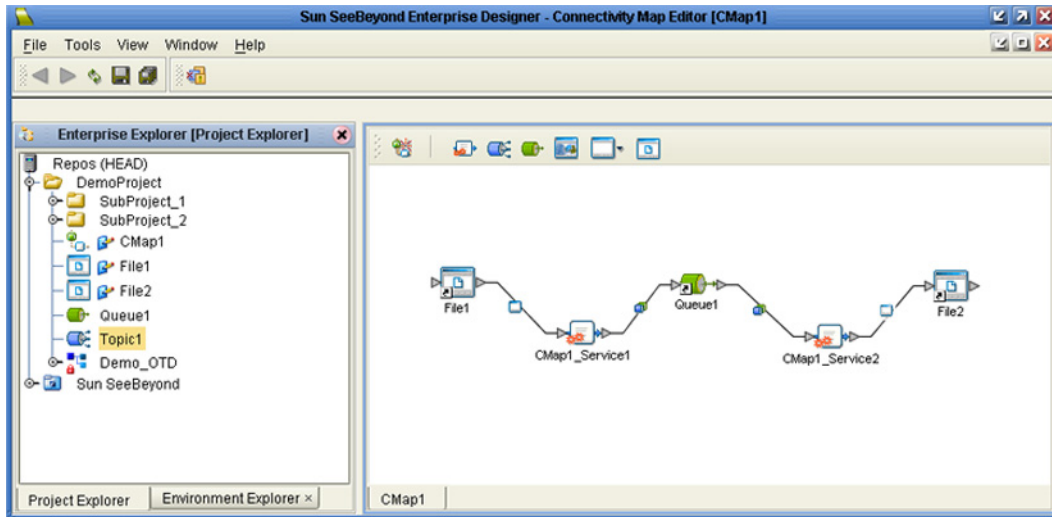 Sun SeeBeyond Enterprise Designer - Connectivity Map Editor [CMap1]
File Tools View Window Help
Enterprise Explorer [Project Explorer]
Repos (HEAD)
DemoProject
SubProject_1
SubProject_2
CMap1
File1
File2
Queue1
Topic1
Demo_OTD
Sun SeeBeyond
Project Explorer
Environment Explorer ×
File1
CMap1_Service1
Queue1
CMap1_Service2
File2
CMap1